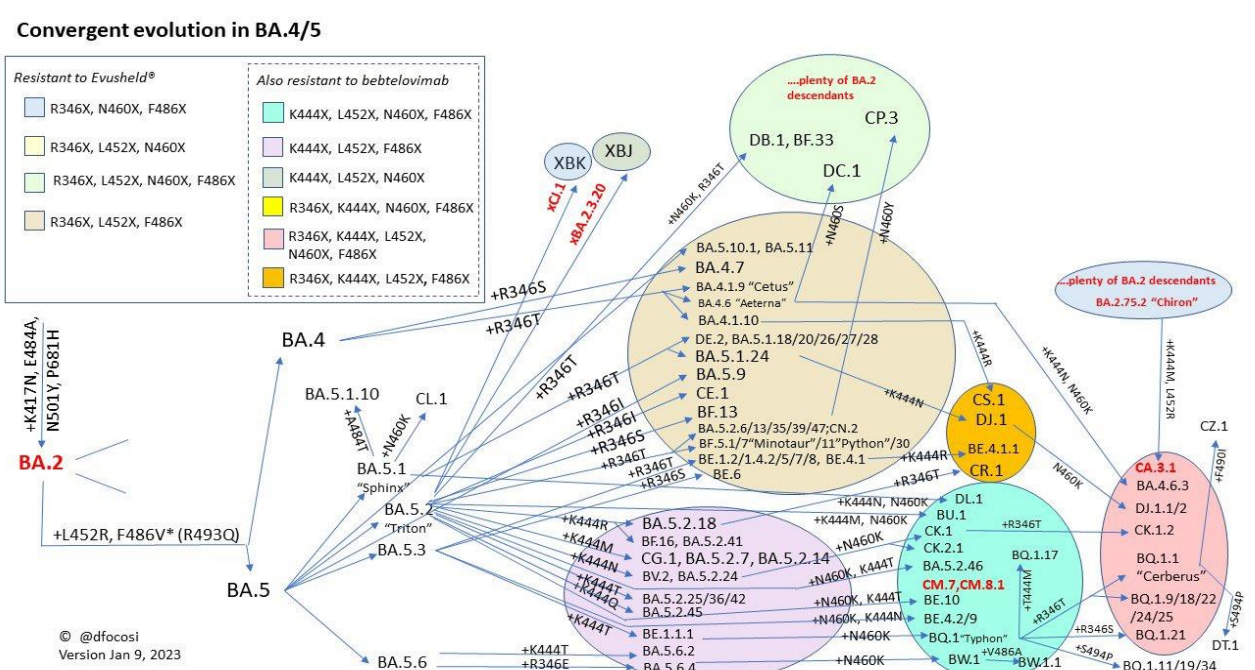 Convergent evolution in BA.4/5
Resistant to Evusheld®
R346X, N460X, F486X
R346X, L452X, N460X
R346X, L452X, N460X, F486X
R346X, L452X, F486X
Also resistant to bebtelovimab
K444X, L452X, N460X, F486X
K444X, L452X, F486X
K444X, L452X, N460X
R346X, K444X, N460X, F486X
R346X, K444X, L452X,
N460X, F486X
R346X, K444X, L452X, F486X
XBK
XBJ
xCJ.1
xBA.2.3.20
....plenty of BA.2
descendants
CP.3
DB.1, BF.33
DC.1
+N460K, R346T
+N460S
+N460Y
+K417N, E484A,
N501Y, P681H
BA.2
+L452R, F486V* (R493Q)
BA.4
BA.5
+R346S
+R346T
BA.5.1.10
CL.1
+A484T
+N460K
BA.5.1
"Sphinx"
BA.5.2
"Triton"
BA.5.3
BA.5.6
+R346T
+R346T
+R346I
+R346I
+R346S
+R346T
+R346T
+R346S
BA.5.10.1, BA.5.11
BA.4.7
BA.4.1.9 "Cetus"
BA.4.6 "Aeterna"
BA.4.1.10
DE.2, BA.5.1.18/20/26/27/28
BA.5.1.24
BA.5.9
CE.1
BF.13
BA.5.2.6/13/35/39/47;CN.2
BF.5.1/7"Minotaur"/11"Python"/30
BE.1.2/1.4.2/5/7/8, BE.4.1
BE.6
+K444R
+K444N
+K444R
+R346T
CS.1
DJ.1
BE.4.1.1
CR.1
+K444N, N460K
N460K
....plenty of BA.2 descendants
BA.2.75.2 "Chiron"
+K444M, L452R
+K444R
+K444M
+K444N
+K444T
+K444Q
+K444T
BA.5.2.18
BF.16, BA.5.2.41
CG.1, BA.5.2.7, BA.5.2.14
BV.2, BA.5.2.24
BA.5.2.25/36/42
BA.5.2.45
BE.1.1.1
BA.5.6.2
BA.5.6.4
+K444T
+R346E
+K444N, N460K
+K444M, N460K
+N460K
+N460K, K444T
+N460K, K444T
+N460K, K444N
+N460K
+N460K
DL.1
BU.1
CK.1
CK.2.1
BA.5.2.46
CM.7,CM.8.1
BE.10
BE.4.2/9
BQ.1"Typhon"
BW.1
+V486A
BW.1.1
BQ.1.17
+T444M
+R346T
+R346T
+R346S
+S494P
CA.3.1
BA.4.6.3
DJ.1.1/2
CK.1.2
BQ.1.1
"Cerberus"
BQ.1.9/18/22
/24/25
BQ.1.21
BQ.1.11/19/34
CZ.1
+F490I
+S494P
DT.1
© @dfocosi
Version Jan 9, 2023